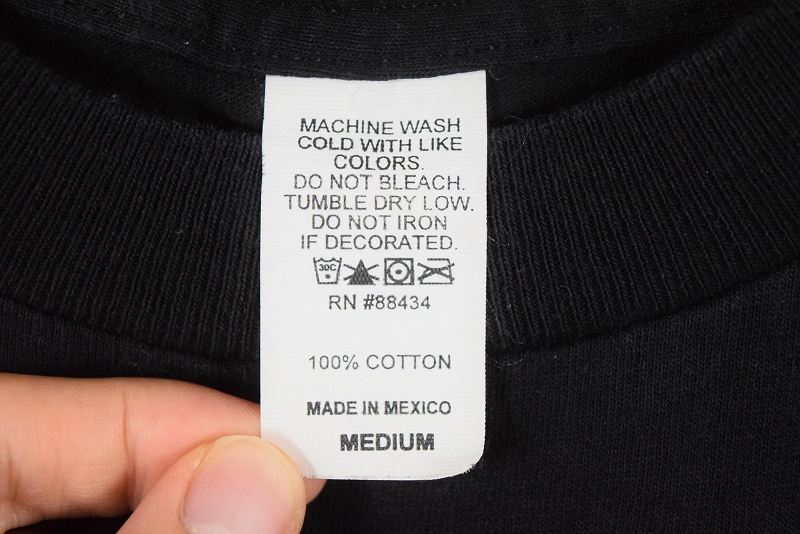 MACHINE WASH
COLD WITH LIKE
COLORS.
DO NOT BLEACH.
TUMBLE DRY LOW.
DO NOT IRON
IF DECORATED.
30C
RN #88434
100% COTTON
MADE IN MEXICO
MEDIUM